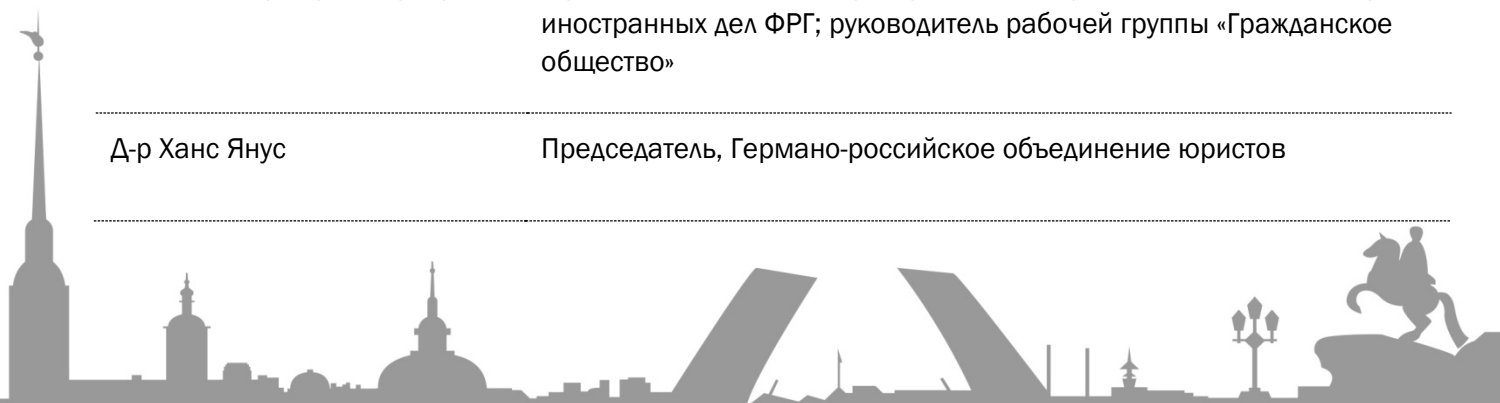 иностранных дел ФРГ; руководитель рабочей группы «Гражданское
общество»
Д-р Ханс Янус Председатель, Германо-российское объединение юристов